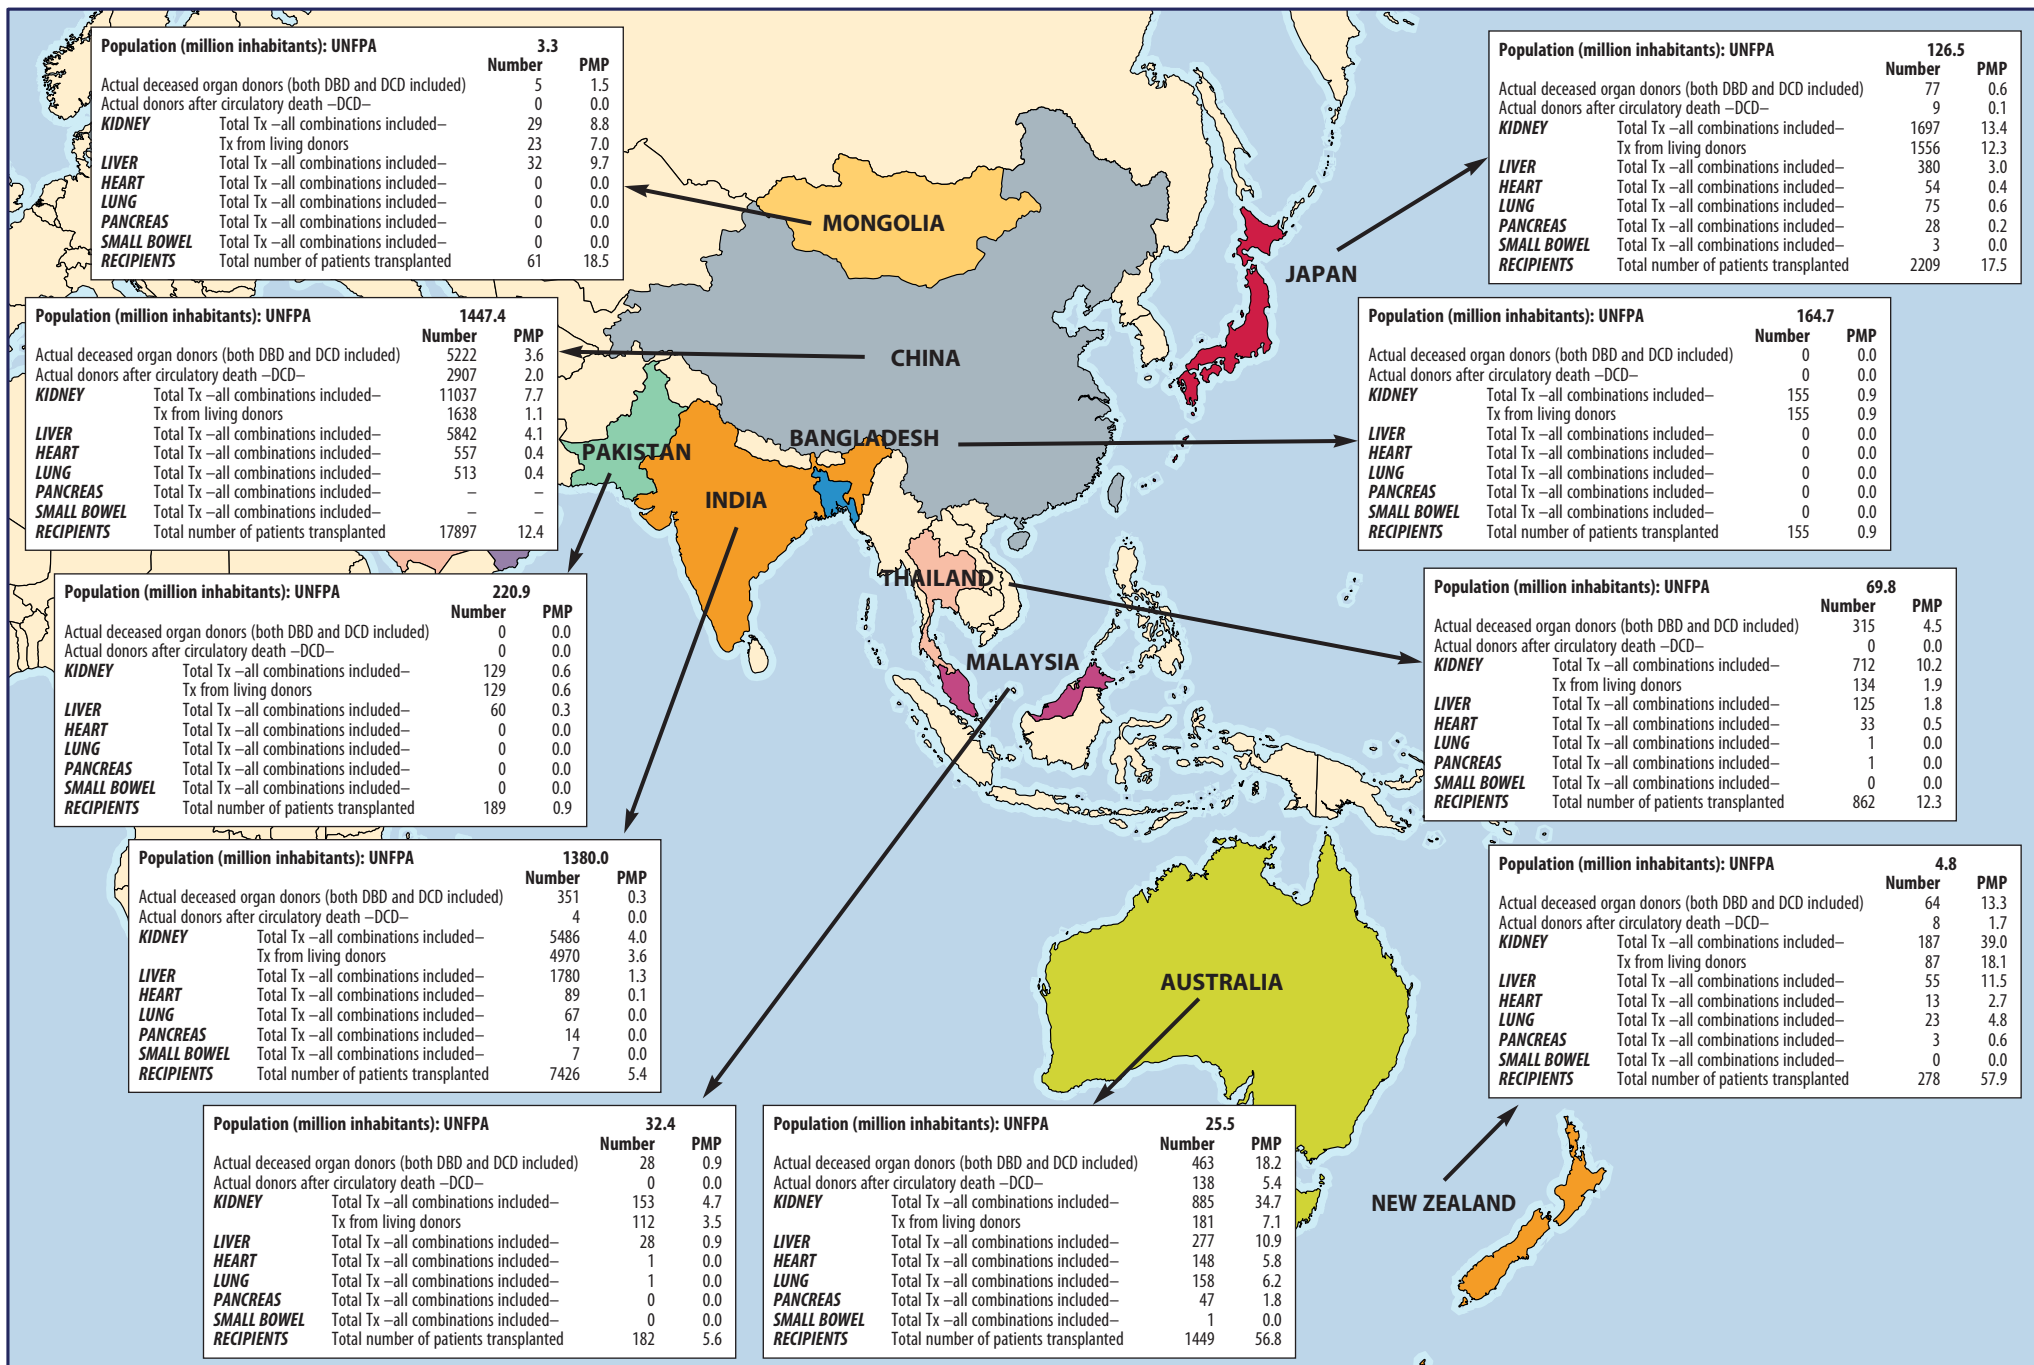 Population (million inhabitants): UNFPA 3.3
Number PMP
Actual deceased organ donors (both DBD and DCD included) 5 1.5
Actual donors after circulatory death –DCD– 0 0.0
KIDNEY Total Tx –all combinations included– 29 8.8
Tx from living donors 23 7.0
LIVER Total Tx –all combinations included– 32 9.7
HEART Total Tx –all combinations included– 0 0.0
LUNG Total Tx –all combinations included– 0 0.0
PANCREAS Total Tx –all combinations included– 0 0.0
SMALL BOWEL Total Tx –all combinations included– 0 0.0
RECIPIENTS Total number of patients transplanted 61 18.5
MONGOLIA
Population (million inhabitants): UNFPA 126.5
Number PMP
Actual deceased organ donors (both DBD and DCD included) 77 0.6
Actual donors after circulatory death –DCD– 9 0.1
KIDNEY Total Tx –all combinations included– 1697 13.4
Tx from living donors 1556 12.3
LIVER Total Tx –all combinations included– 380 3.0
HEART Total Tx –all combinations included– 54 0.4
LUNG Total Tx –all combinations included– 75 0.6
PANCREAS Total Tx –all combinations included– 28 0.2
SMALL BOWEL Total Tx –all combinations included– 3 0.0
RECIPIENTS Total number of patients transplanted 2209 17.5
JAPAN
Population (million inhabitants): UNFPA 1447.4
Number PMP
Actual deceased organ donors (both DBD and DCD included) 5222 3.6
Actual donors after circulatory death –DCD– 2907 2.0
KIDNEY Total Tx –all combinations included– 11037 7.7
Tx from living donors 1638 1.1
LIVER Total Tx –all combinations included– 5842 4.1
HEART Total Tx –all combinations included– 557 0.4
LUNG Total Tx –all combinations included– 513 0.4
PANCREAS Total Tx –all combinations included– – –
SMALL BOWEL Total Tx –all combinations included– – –
RECIPIENTS Total number of patients transplanted 17897 12.4
CHINA
Population (million inhabitants): UNFPA 164.7
Number PMP
Actual deceased organ donors (both DBD and DCD included) 0 0.0
Actual donors after circulatory death –DCD– 0 0.0
KIDNEY Total Tx –all combinations included– 155 0.9
Tx from living donors 155 0.9
LIVER Total Tx –all combinations included– 0 0.0
HEART Total Tx –all combinations included– 0 0.0
LUNG Total Tx –all combinations included– 0 0.0
PANCREAS Total Tx –all combinations included– 0 0.0
SMALL BOWEL Total Tx –all combinations included– 0 0.0
RECIPIENTS Total number of patients transplanted 155 0.9
BANGLADESH
PAKISTAN
INDIA
THAILAND
MALAYSIA
Population (million inhabitants): UNFPA 220.9
Number PMP
Actual deceased organ donors (both DBD and DCD included) 0 0.0
Actual donors after circulatory death –DCD– 0 0.0
KIDNEY Total Tx –all combinations included– 129 0.6
Tx from living donors 129 0.6
LIVER Total Tx –all combinations included– 60 0.3
HEART Total Tx –all combinations included– 0 0.0
LUNG Total Tx –all combinations included– 0 0.0
PANCREAS Total Tx –all combinations included– 0 0.0
SMALL BOWEL Total Tx –all combinations included– 0 0.0
RECIPIENTS Total number of patients transplanted 189 0.9
Population (million inhabitants): UNFPA 69.8
Number PMP
Actual deceased organ donors (both DBD and DCD included) 315 4.5
Actual donors after circulatory death –DCD– 0 0.0
KIDNEY Total Tx –all combinations included– 712 10.2
Tx from living donors 134 1.9
LIVER Total Tx –all combinations included– 125 1.8
HEART Total Tx –all combinations included– 33 0.5
LUNG Total Tx –all combinations included– 1 0.0
PANCREAS Total Tx –all combinations included– 1 0.0
SMALL BOWEL Total Tx –all combinations included– 0 0.0
RECIPIENTS Total number of patients transplanted 862 12.3
Population (million inhabitants): UNFPA 1380.0
Number PMP
Actual deceased organ donors (both DBD and DCD included) 351 0.3
Actual donors after circulatory death –DCD– 4 0.0
KIDNEY Total Tx –all combinations included– 5486 4.0
Tx from living donors 4970 3.6
LIVER Total Tx –all combinations included– 1780 1.3
HEART Total Tx –all combinations included– 89 0.1
LUNG Total Tx –all combinations included– 67 0.0
PANCREAS Total Tx –all combinations included– 14 0.0
SMALL BOWEL Total Tx –all combinations included– 7 0.0
RECIPIENTS Total number of patients transplanted 7426 5.4
AUSTRALIA
Population (million inhabitants): UNFPA 4.8
Number PMP
Actual deceased organ donors (both DBD and DCD included) 64 13.3
Actual donors after circulatory death –DCD– 8 1.7
KIDNEY Total Tx –all combinations included– 187 39.0
Tx from living donors 87 18.1
LIVER Total Tx –all combinations included– 55 11.5
HEART Total Tx –all combinations included– 13 2.7
LUNG Total Tx –all combinations included– 23 4.8
PANCREAS Total Tx –all combinations included– 3 0.6
SMALL BOWEL Total Tx –all combinations included– 0 0.0
RECIPIENTS Total number of patients transplanted 278 57.9
NEW ZEALAND
Population (million inhabitants): UNFPA 32.4
Number PMP
Actual deceased organ donors (both DBD and DCD included) 28 0.9
Actual donors after circulatory death –DCD– 0 0.0
KIDNEY Total Tx –all combinations included– 153 4.7
Tx from living donors 112 3.5
LIVER Total Tx –all combinations included– 28 0.9
HEART Total Tx –all combinations included– 1 0.0
LUNG Total Tx –all combinations included– 1 0.0
PANCREAS Total Tx –all combinations included– 0 0.0
SMALL BOWEL Total Tx –all combinations included– 0 0.0
RECIPIENTS Total number of patients transplanted 182 5.6
Population (million inhabitants): UNFPA 25.5
Number PMP
Actual deceased organ donors (both DBD and DCD included) 463 18.2
Actual donors after circulatory death –DCD– 138 5.4
KIDNEY Total Tx –all combinations included– 885 34.7
Tx from living donors 181 7.1
LIVER Total Tx –all combinations included– 277 10.9
HEART Total Tx –all combinations included– 148 5.8
LUNG Total Tx –all combinations included– 158 6.2
PANCREAS Total Tx –all combinations included– 47 1.8
SMALL BOWEL Total Tx –all combinations included– 1 0.0
RECIPIENTS Total number of patients transplanted 1449 56.8